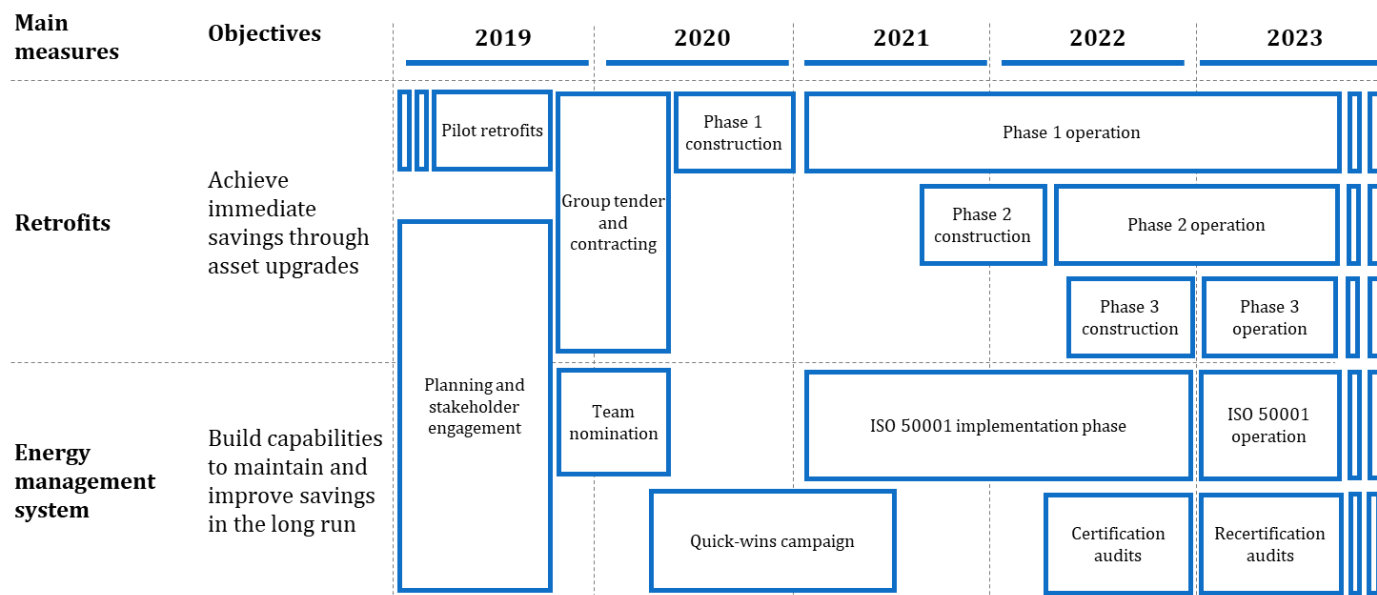 Main
measures
Objectives
2019
2020
2021
2022
2023
Retrofits
Achieve
immediate
savings through
asset upgrades
Pilot retrofits
Group tender
and
contracting
Phase 1
construction
Phase 1 operation
Phase 2
construction
Phase 2 operation
Phase 3
construction
Phase 3
operation
Energy
management
system
Build capabilities
to maintain and
improve savings
in the long run
Planning and
stakeholder
engagement
Team
nomination
ISO 50001 implementation phase
ISO 50001
operation
Quick-wins campaign
Certification
audits
Recertification
audits